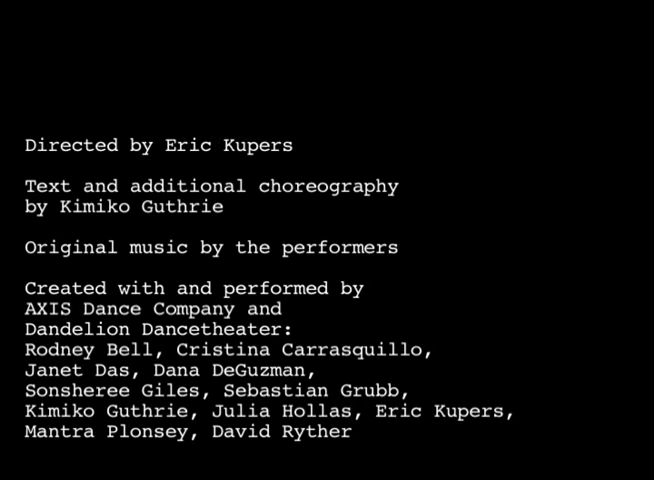 Directed by Eric Kupers
Text and additional choreography
by Kimiko Guthrie
Original music by the performers
Created with and performed by
AXIS Dance Company and
Dandelion Dancetheater:
Rodney Bell, Cristina Carrasquillo,
Janet Das, Dana DeGuzman,
Sonsheree Giles, Sebastian Grubb,
Kimiko Guthrie, Julia Hollas, Eric Kupers,
Mantra Plonsey, David Ryther